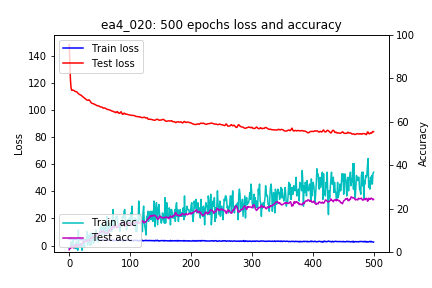 ea4_020: 500 epochs loss and accuracy
Train loss
Test loss
Train acc
Test acc
Loss
Accuracy
0
20
40
60
80
100
120
140
0
20
40
60
80
100
0
100
200
300
400
500